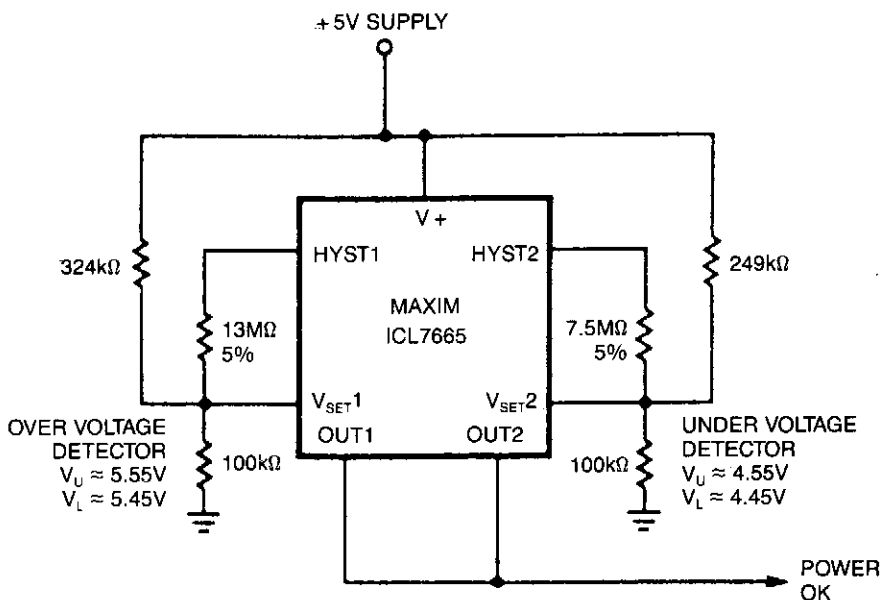 +5V SUPPLY
V+
HYST1
HYST2
324kΩ
249kΩ
MAXIM
ICL7665
13MΩ
5%
7.5MΩ
5%
VSET1
VSET2
OUT1
OUT2
OVER VOLTAGE
DETECTOR
VU ≈ 5.55V
VL ≈ 5.45V
100kΩ
100kΩ
UNDER VOLTAGE
DETECTOR
VU ≈ 4.55V
VL ≈ 4.45V
POWER
OK